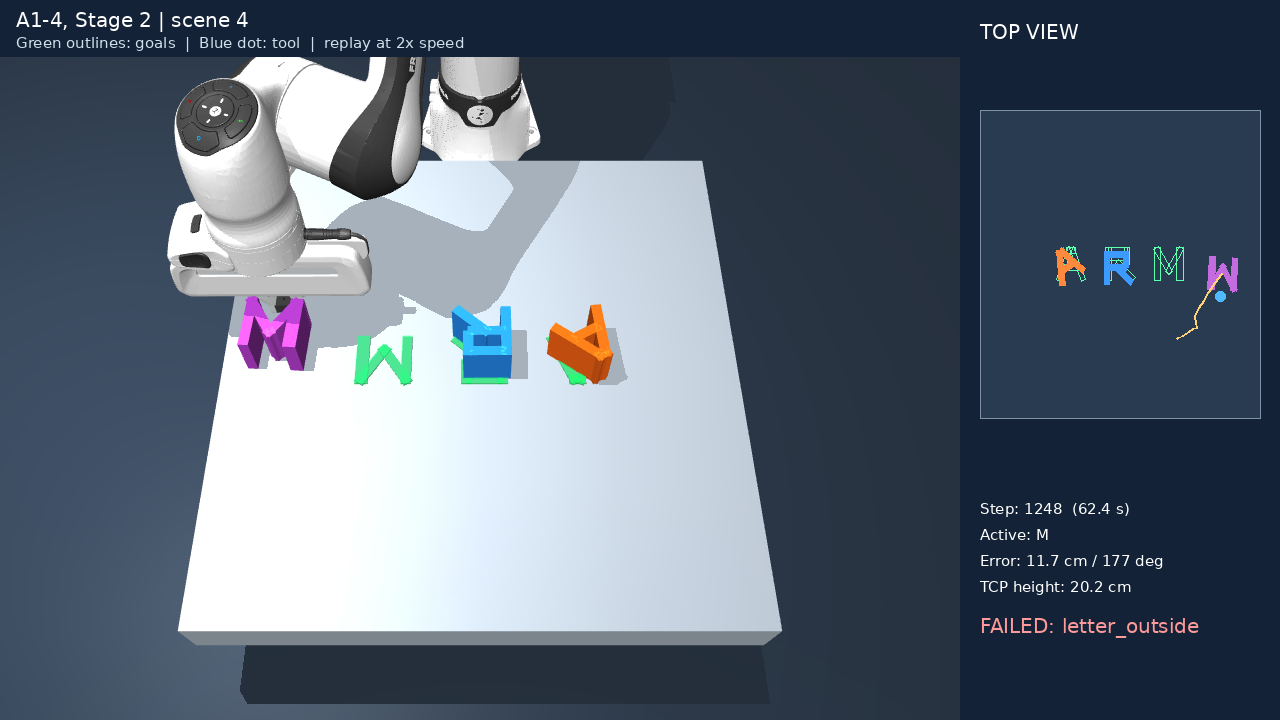 A1-4, Stage 2 | scene 4
Green outlines: goals | Blue dot: tool | replay at 2x speed
TOP VIEW
A R M M
M M R A
Step: 1248 (62.4 s)
Active: M
Error: 11.7 cm / 177 deg
TCP height: 20.2 cm
FAILED: letter_outside